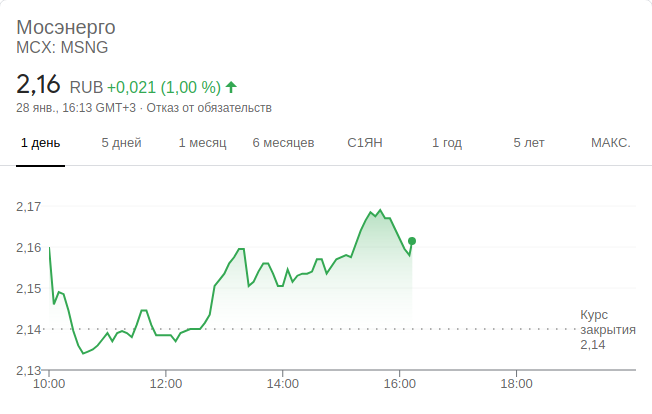 Мосэнерго
MCX: MSNG
2,16 RUB +0,021 (1,00 %)
28 янв., 16:13 GMT+3 · Отказ от обязательств
1 день 5 дней 1 месяц 6 месяцев С1ЯН 1 год 5 лет МАКС.
2,17
2,16
2,15
2,14
2,13
Курс
закрытия
2,14
10:00 12:00 14:00 16:00 18:00